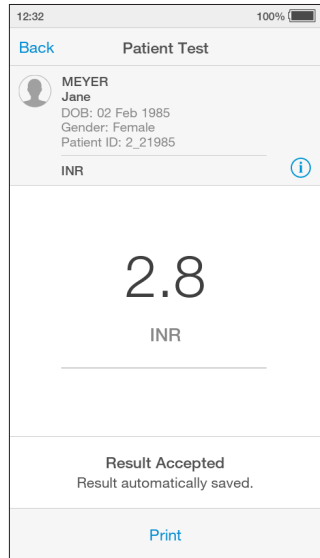 12:32 100%
Back Patient Test
MEYER
Jane
DOB: 02 Feb 1985
Gender: Female
Patient ID: 2_21985
INR i
2.8
INR
Result Accepted
Result automatically saved.
Print